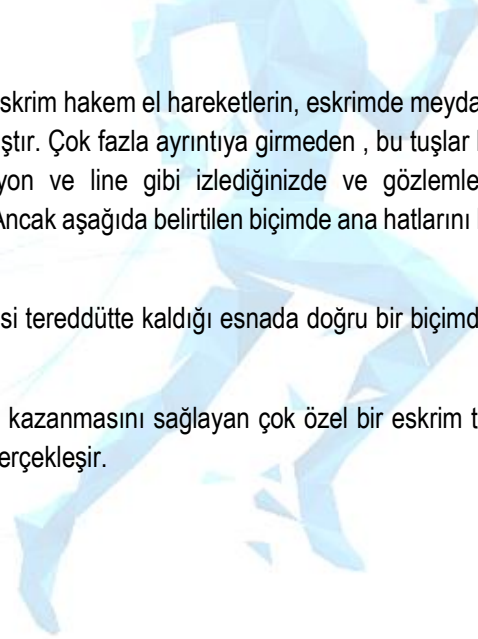 skrim hakem el hareketlerin, eskrimde meyda
ıştır. Çok fazla ayrıntıya girmeden , bu tuşlar
yon ve line gibi izlediğinizde ve gözlemle
Ancak aşağıda belirtilen biçimde ana hatlarını
si tereddütte kaldığı esnada doğru bir biçimd
kazanmasını sağlayan çok özel bir eskrim t
erçekleşir.